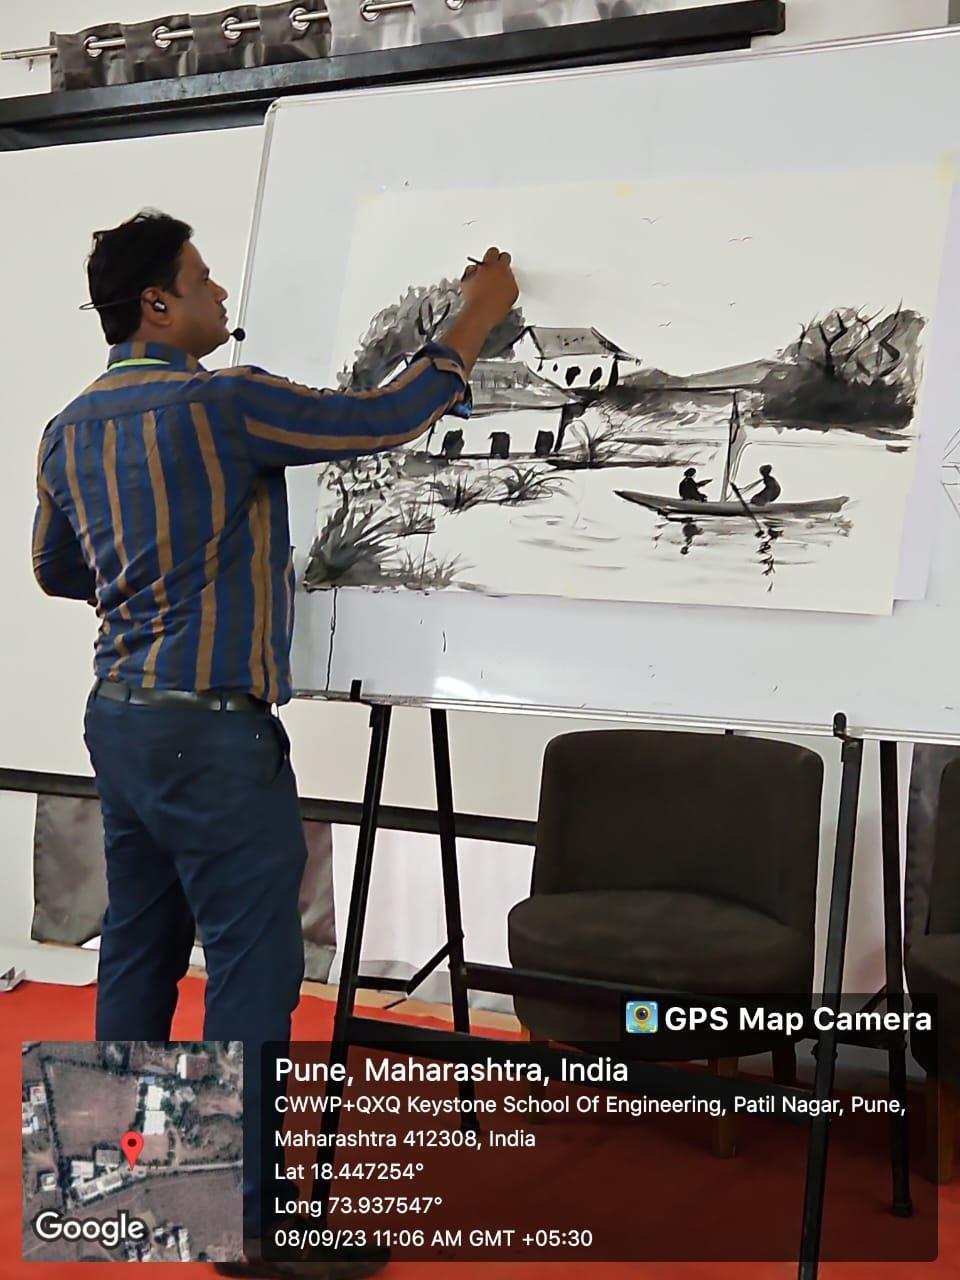 GPS Map Camera
Pune, Maharashtra, India
CWWP+QXQ Keystone School Of Engineering, Patil Nagar, Pune,
Maharashtra 412308, India
Lat 18.447254°
Long 73.937547°
08/09/23 11:06 AM GMT +05:30
Google